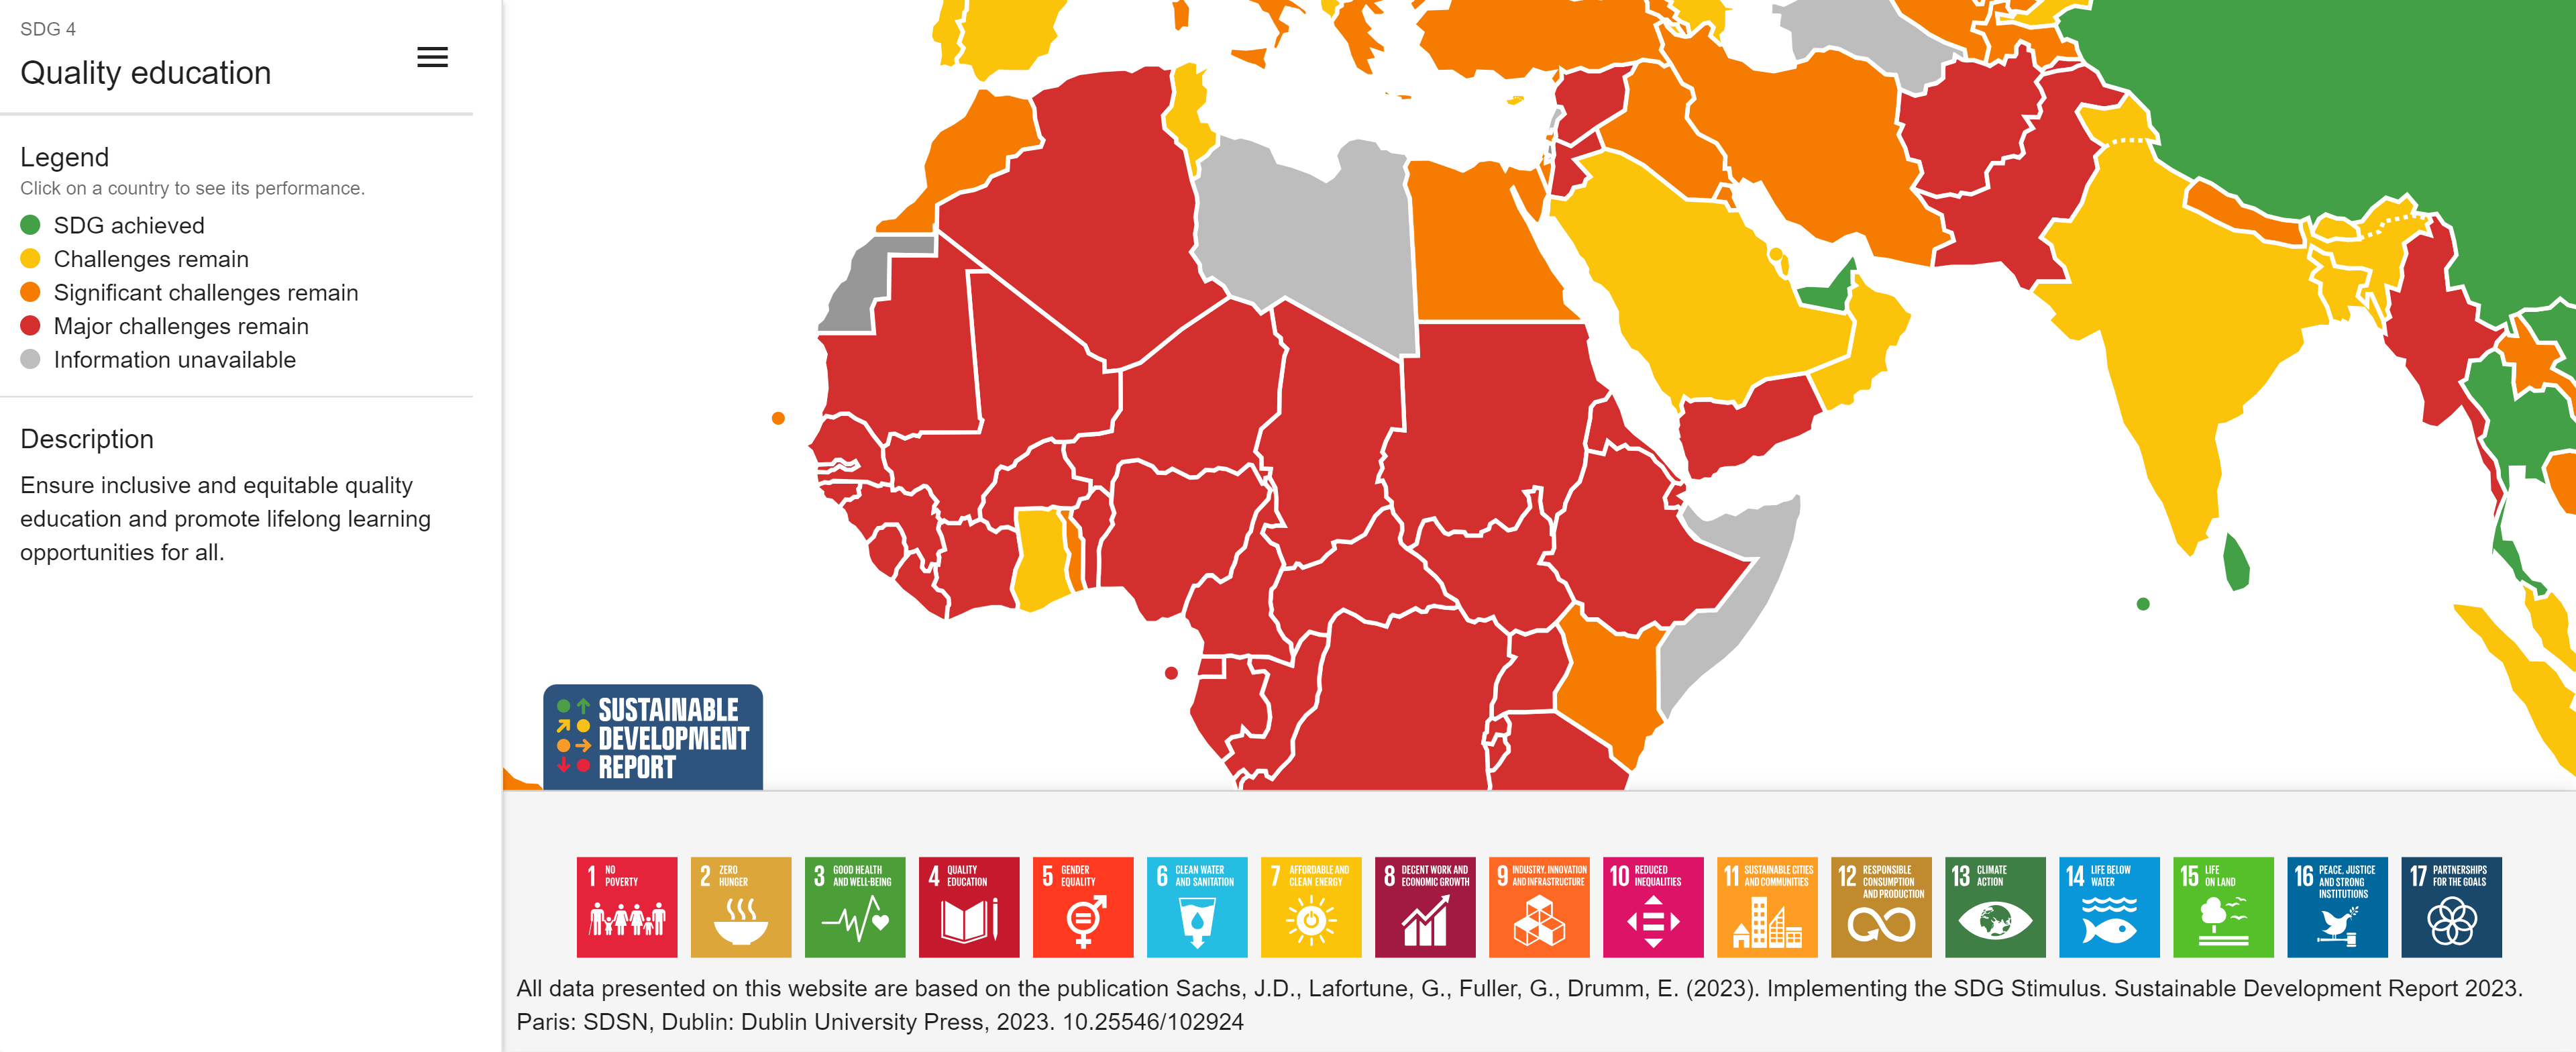 SDG 4
Quality education
Legend
Click on a country to see its performance.
SDG achieved
Challenges remain
Significant challenges remain
Major challenges remain
Information unavailable
Description
Ensure inclusive and equitable quality
education and promote lifelong learning
opportunities for all.
SUSTAINABLE
DEVELOPMENT
REPORT
1 NO
POVERTY
2 ZERO
HUNGER
3 GOOD HEALTH
AND WELL-BEING
4 QUALITY
EDUCATION
5 GENDER
EQUALITY
6 CLEAN WATER
AND SANITATION
7 AFFORDABLE AND
CLEAN ENERGY
8 DECENT WORK AND
ECONOMIC GROWTH
9 INDUSTRY, INNOVATION
AND INFRASTRUCTURE
10 REDUCED
INEQUALITIES
11 SUSTAINABLE CITIES
AND COMMUNITIES
12 RESPONSIBLE
CONSUMPTION
AND PRODUCTION
13 CLIMATE
ACTION
14 LIFE BELOW
WATER
15 LIFE
ON LAND
16 PEACE, JUSTICE
AND STRONG
INSTITUTIONS
17 PARTNERSHIPS
FOR THE GOALS
All data presented on this website are based on the publication Sachs, J.D., Lafortune, G., Fuller, G., Drumm, E. (2023). Implementing the SDG Stimulus. Sustainable Development Report 2023.
Paris: SDSN, Dublin: Dublin University Press, 2023. 10.25546/102924